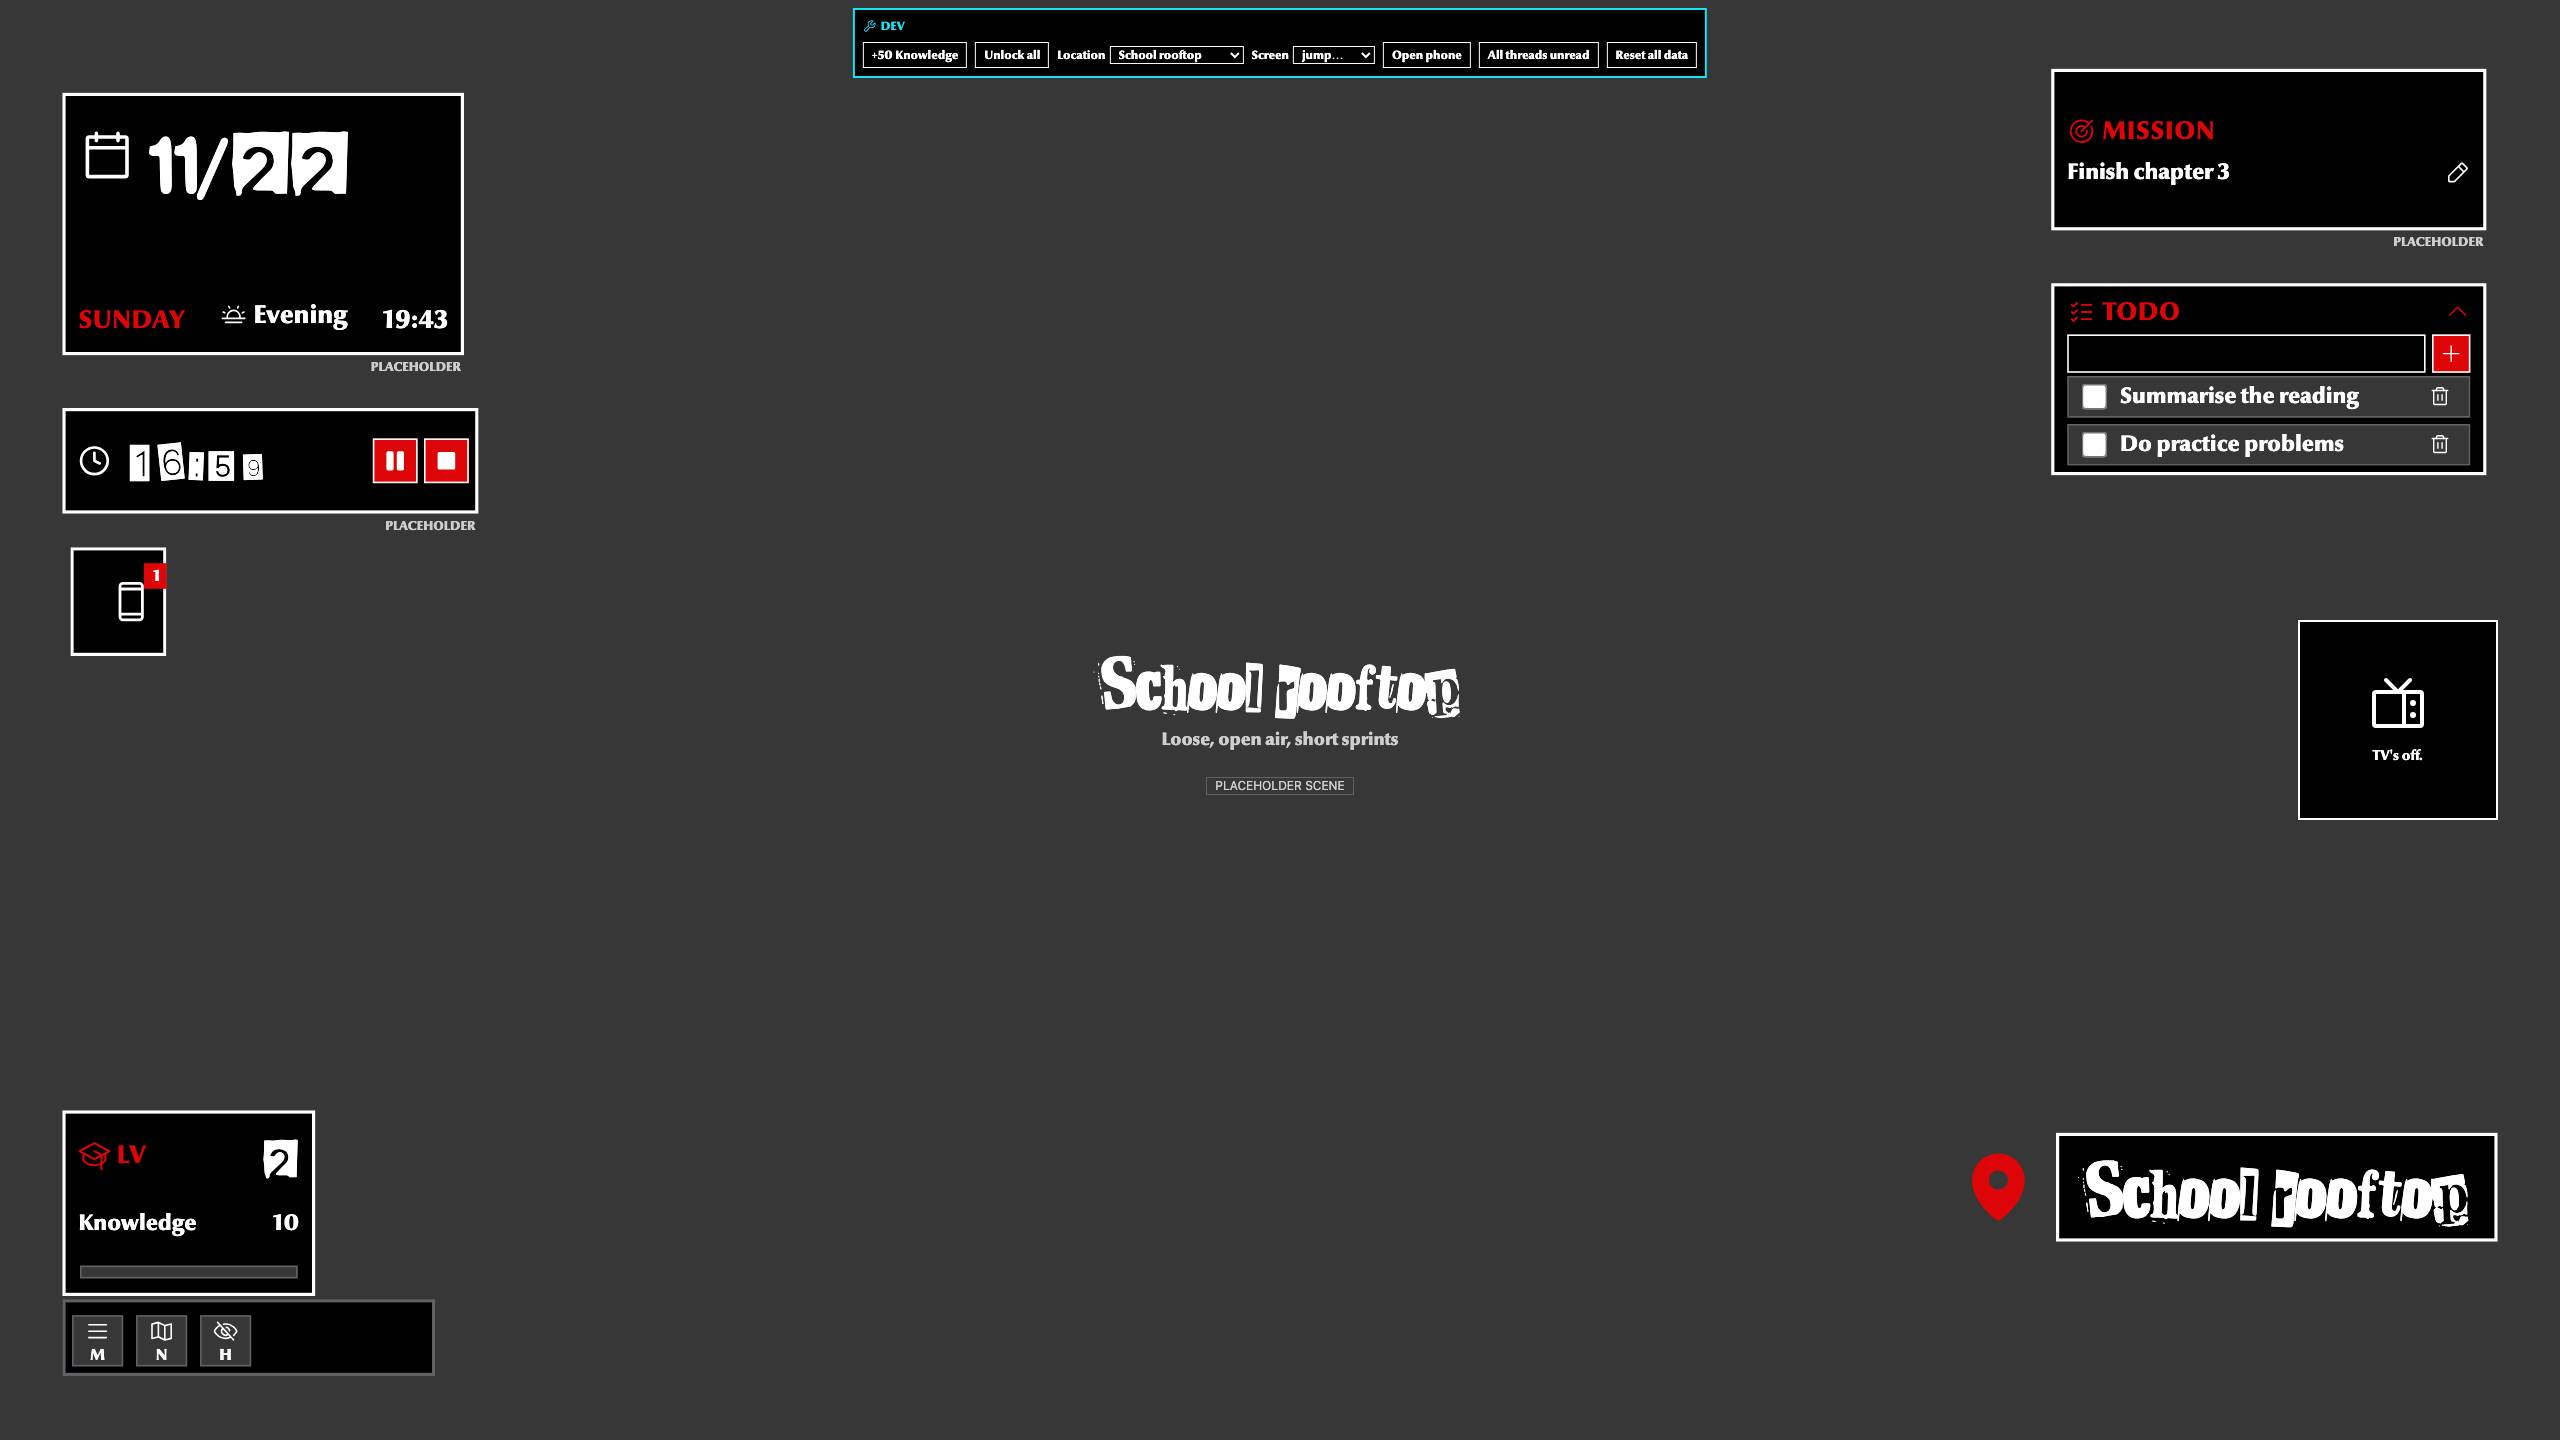 DEV
+50 Knowledge Unlock all Location School rooftop Screen jump... Open phone All threads unread Reset all data
11/22
SUNDAY Evening 19:43
PLACEHOLDER
16:59
PLACEHOLDER
1
MISSION
Finish chapter 3
PLACEHOLDER
TODO
Summarise the reading
Do practice problems
School rooftop
Loose, open air, short sprints
PLACEHOLDER SCENE
TV's off.
LV 2
Knowledge 10
M N H
School rooftop